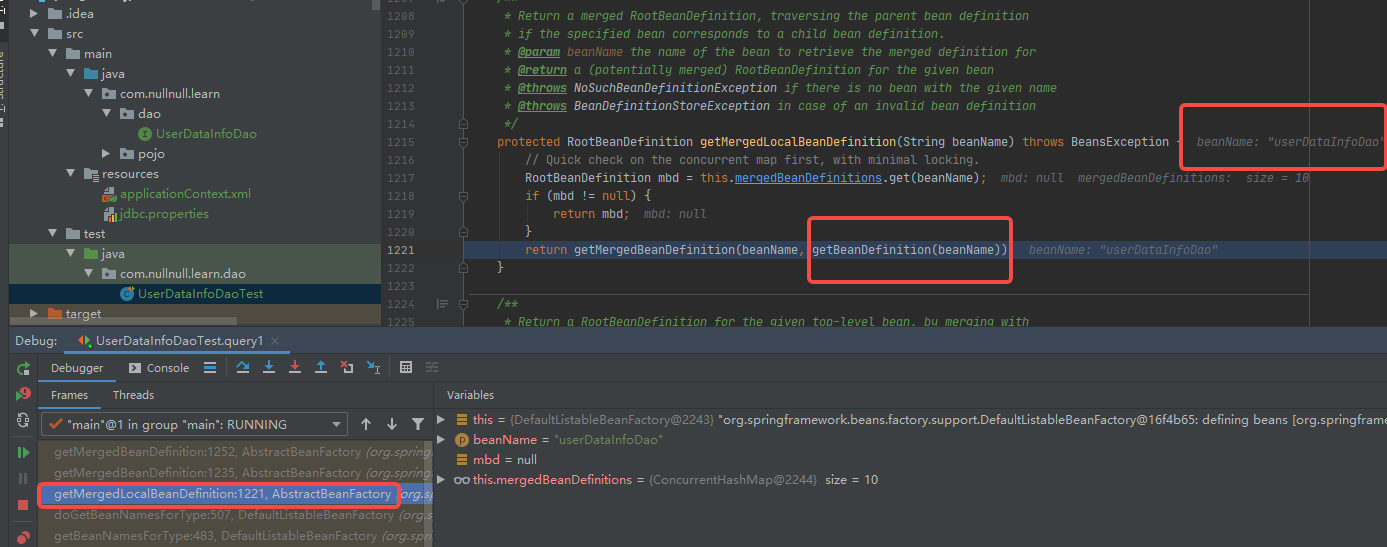 .idea
src
main
java
com.nullnull.learn
dao
UserDataInfoDao
pojo
resources
applicationContext.xml
jdbc.properties
test
java
com.nullnull.learn.dao
UserDataInfoDaoTest
target
Structure
1208 * Return a merged RootBeanDefinition, traversing the parent bean definition
1209 * if the specified bean corresponds to a child bean definition.
1210 * @param beanName the name of the bean to retrieve the merged definition for
1211 * @return a (potentially merged) RootBeanDefinition for the given bean
1212 * @throws NoSuchBeanDefinitionException if there is no bean with the given name
1213 * @throws BeanDefinitionStoreException in case of an invalid bean definition
1214 */
1215 protected RootBeanDefinition getMergedLocalBeanDefinition(String beanName) throws BeansException { beanName: "userDataInfoDao"
1216 // Quick check on the concurrent map first, with minimal locking.
1217 RootBeanDefinition mbd = this.mergedBeanDefinitions.get(beanName); mbd: null mergedBeanDefinitions: size = 10
1218 if (mbd != null) {
1219 return mbd; mbd: null
1220 }
1221 return getMergedBeanDefinition(beanName, getBeanDefinition(beanName)) beanName: "userDataInfoDao"
1222 }
1223
1224 /**
1225 * Return a RootBeanDefinition for the given top-level bean, by merging with
Debug: UserDataInfoDaoTest.query1
Debugger Console
Frames Threads
"main"@1 in group "main": RUNNING
getMergedBeanDefinition:1252, AbstractBeanFactory (org.spring
getMergedBeanDefinition:1235, AbstractBeanFactory (org.spring
getMergedLocalBeanDefinition:1221, AbstractBeanFactory (org.s
doGetBeanNamesForType:507, DefaultListableBeanFactory (org.s
getBeanNamesForType:483, DefaultListableBeanFactory (org.spr
Variables
this = {DefaultListableBeanFactory@2243} "org.springframework.beans.factory.support.DefaultListableBeanFactory@16f4b65: defining beans [org.springframewor
beanName = "userDataInfoDao"
mbd = null
this.mergedBeanDefinitions = {ConcurrentHashMap@2244} size = 10